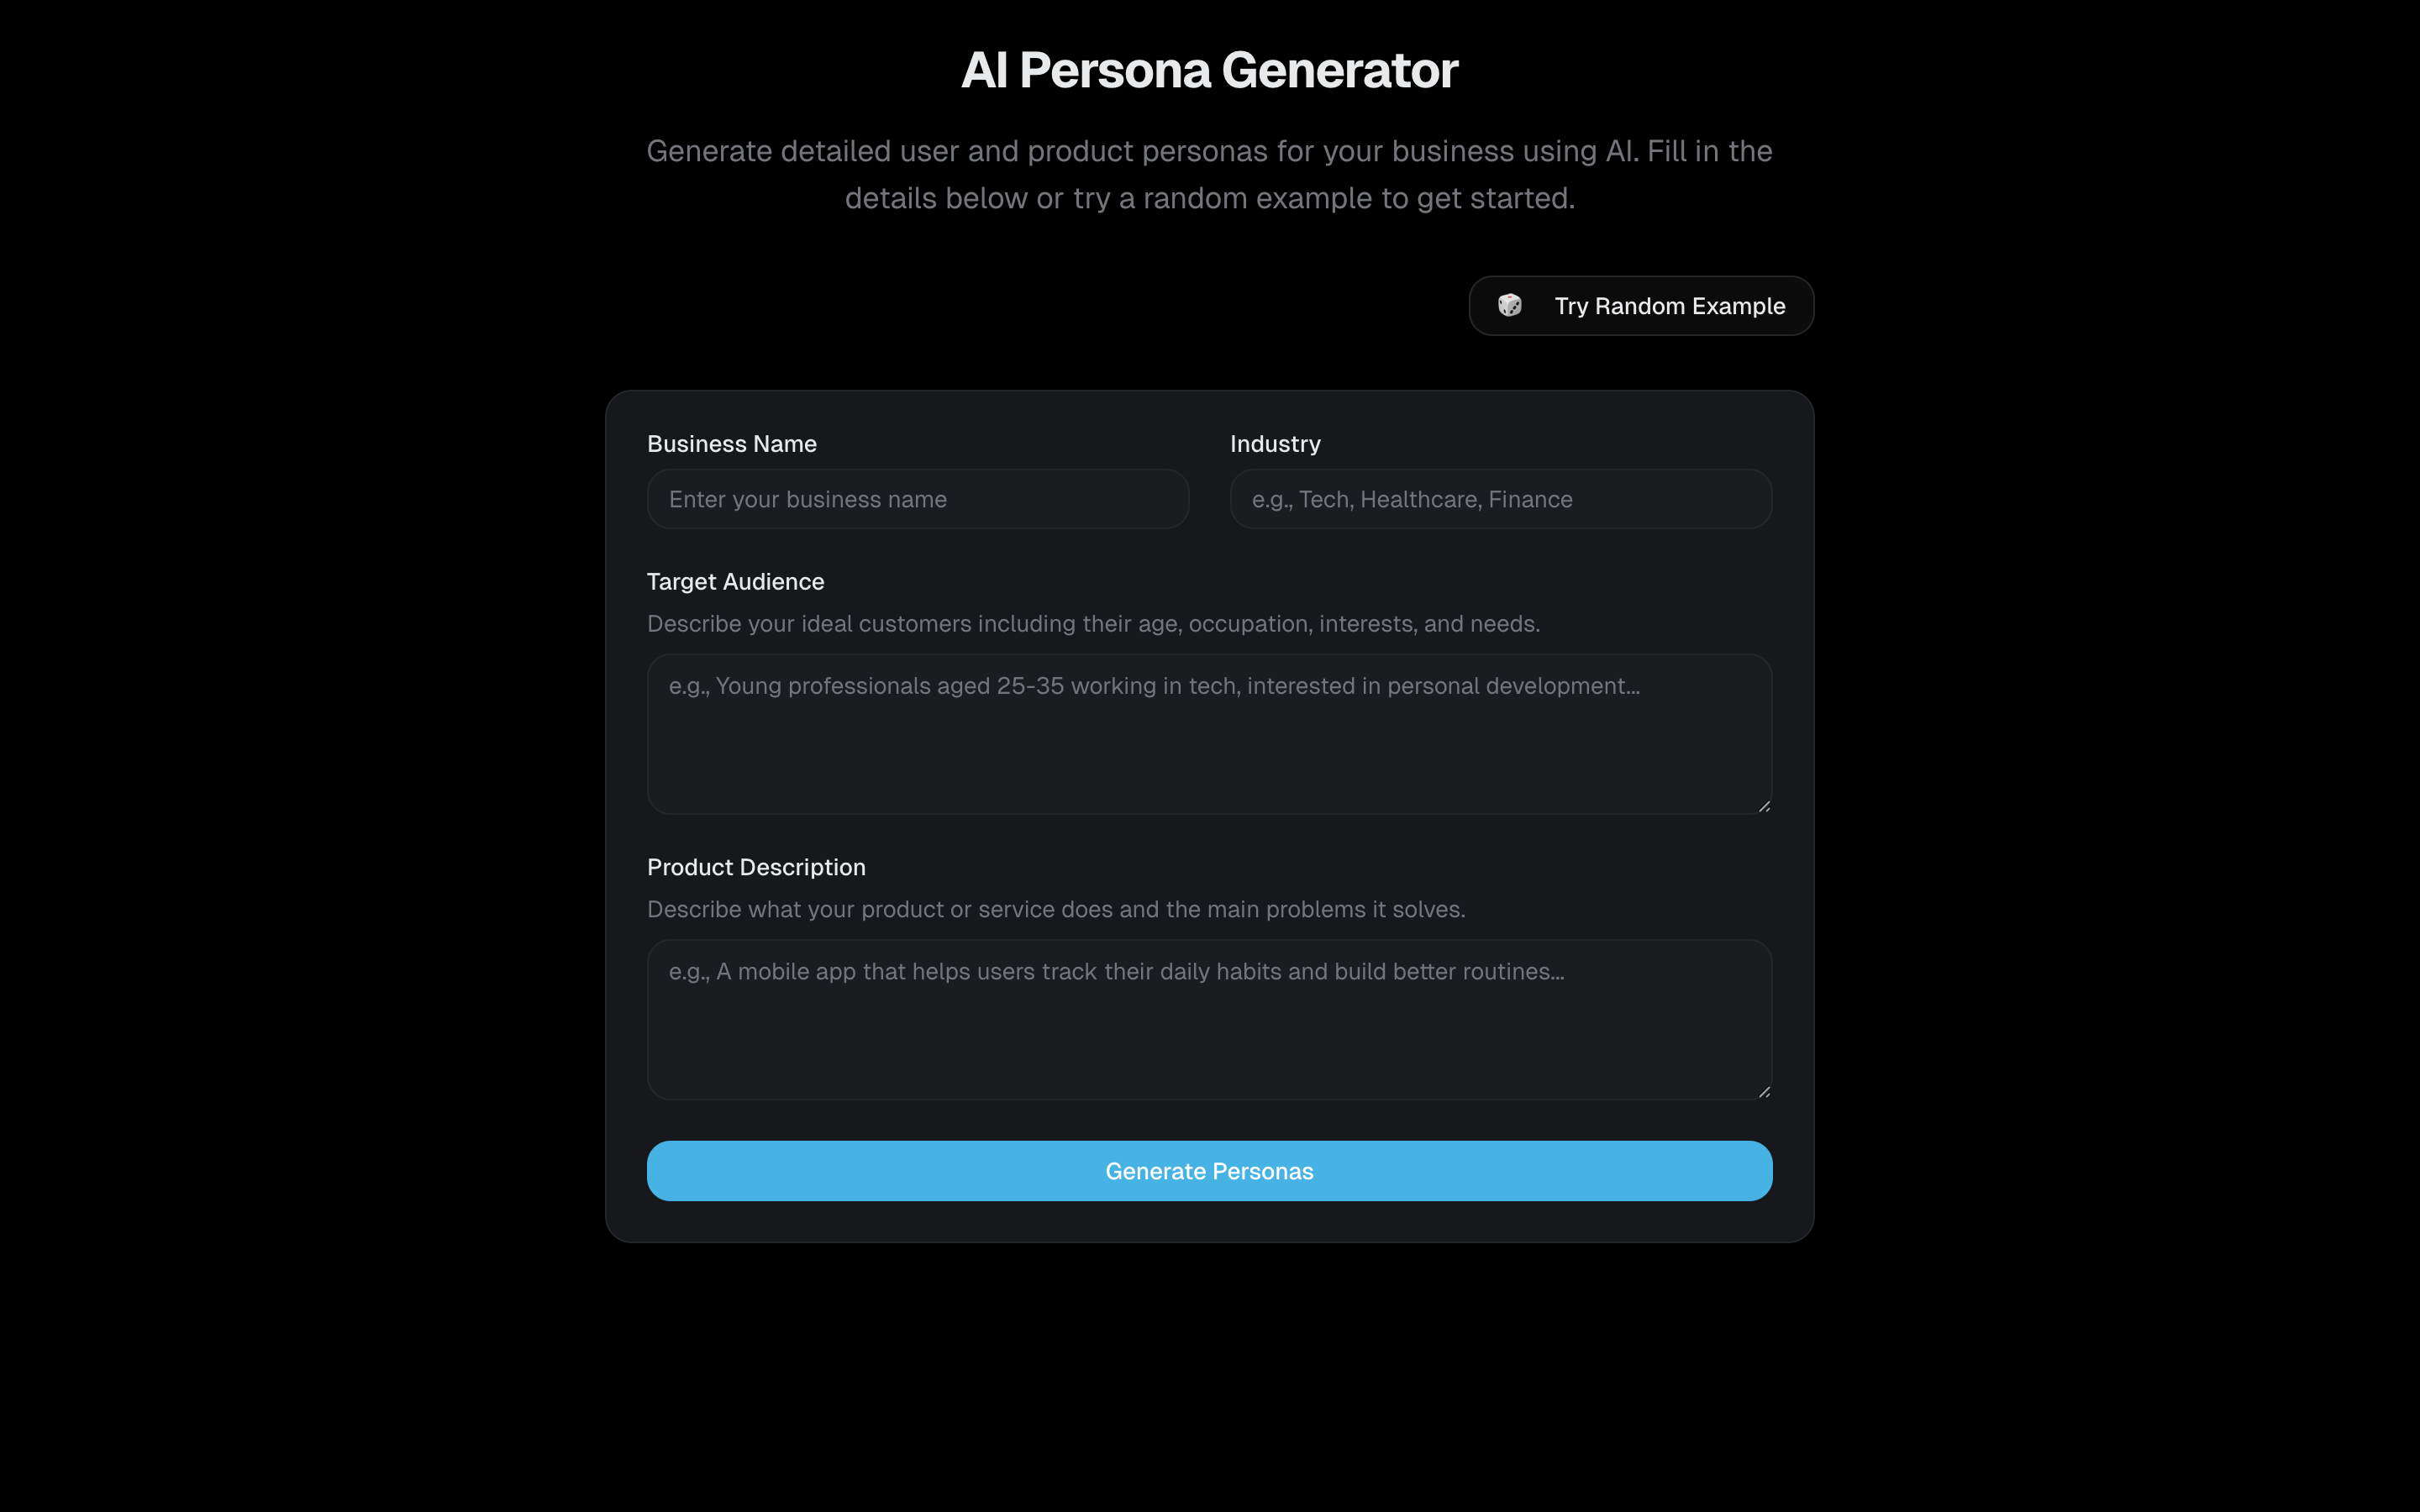 AI Persona Generator
Generate detailed user and product personas for your business using AI. Fill in the
details below or try a random example to get started.
Try Random Example
Business Name
Enter your business name
Industry
e.g., Tech, Healthcare, Finance
Target Audience
Describe your ideal customers including their age, occupation, interests, and needs.
e.g., Young professionals aged 25-35 working in tech, interested in personal development...
Product Description
Describe what your product or service does and the main problems it solves.
e.g., A mobile app that helps users track their daily habits and build better routines...
Generate Personas